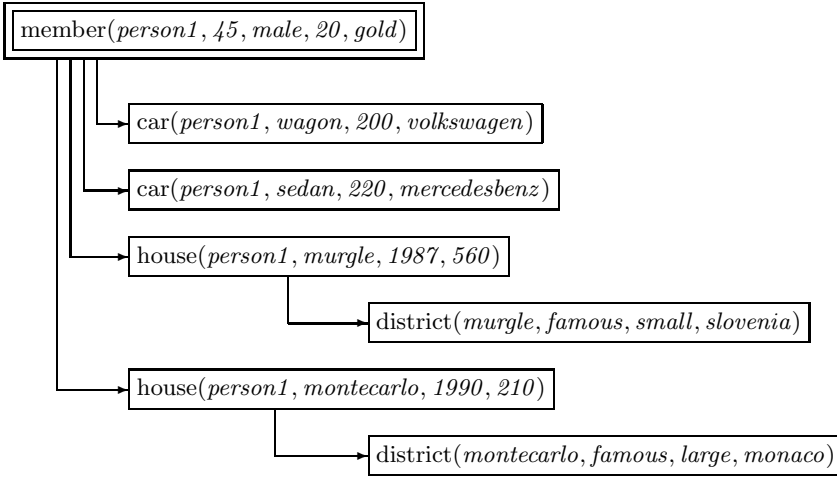 member(person1, 45, male, 20, gold)
car(person1, wagon, 200, volkswagen)
car(person1, sedan, 220, mercedesbenz)
house(person1, murgle, 1987, 560)
district(murgle, famous, small, slovenia)
house(person1, montecarlo, 1990, 210)
district(montecarlo, famous, large, monaco)